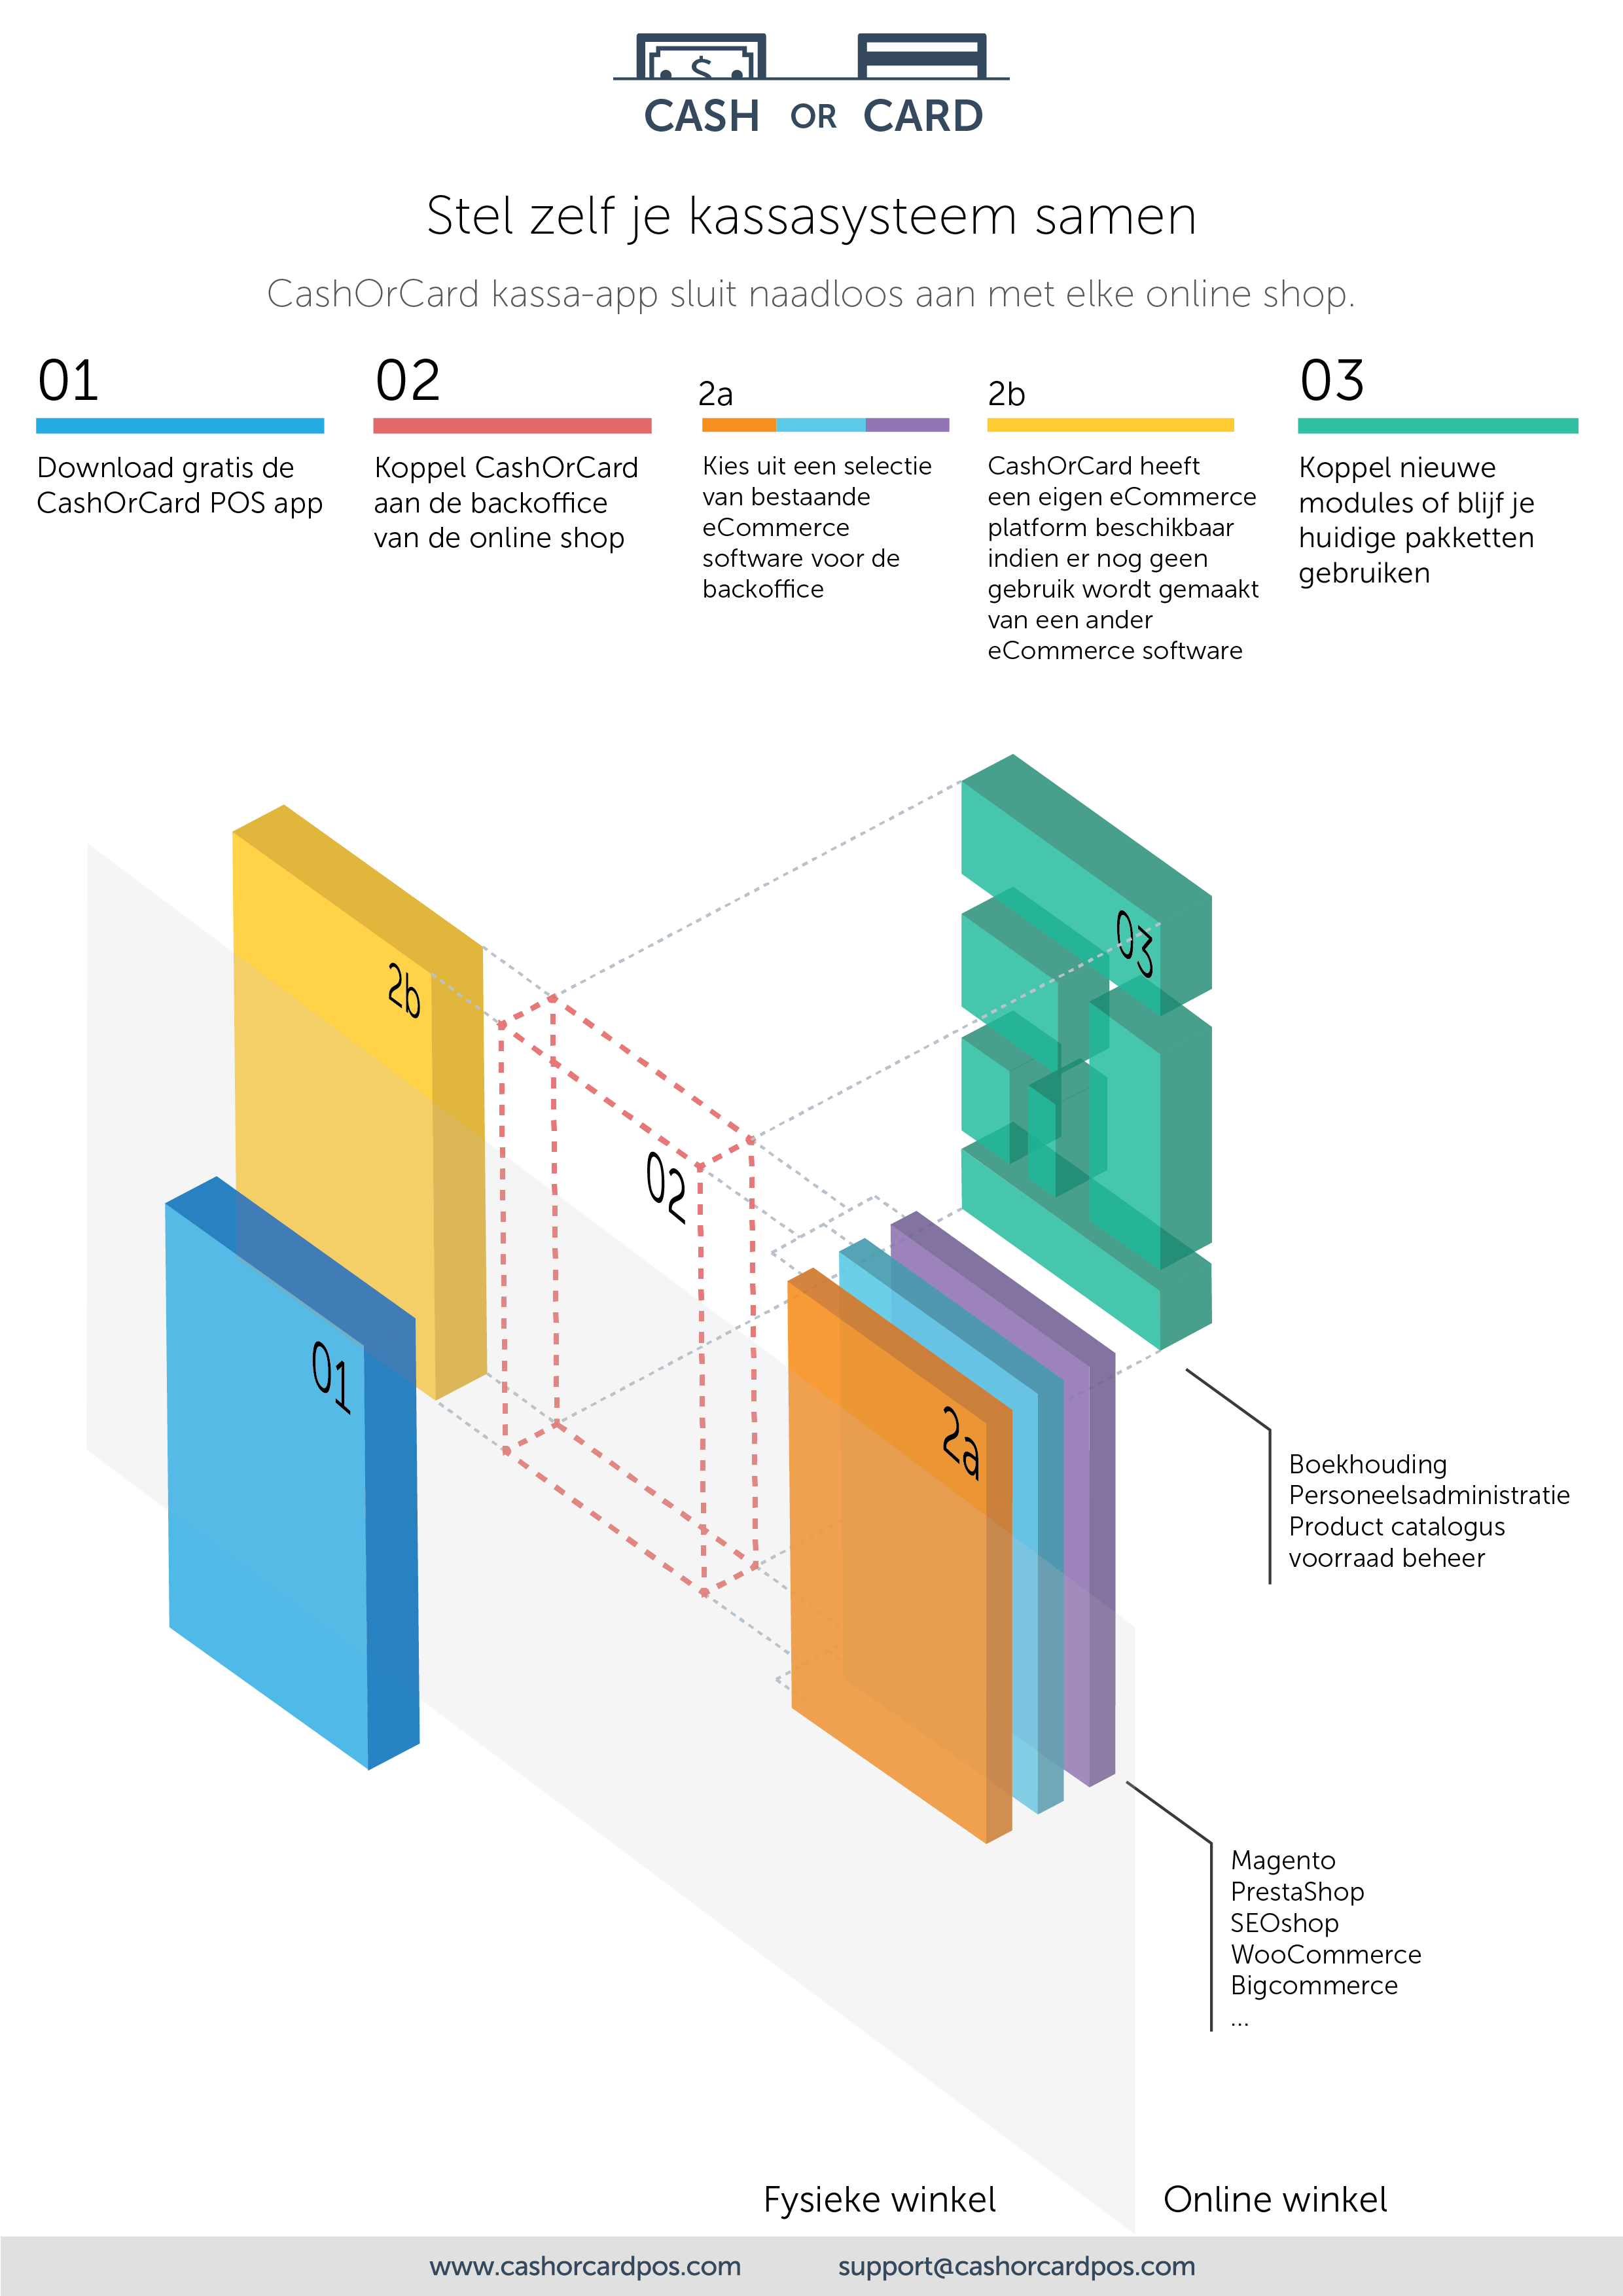 $
CASH OR CARD
Stel zelf je kassasysteem samen
CashOrCard kassa-app sluit naadloos aan met elke online shop.
01
Download gratis de
CashOrCard POS app
02
Koppel CashOrCard
aan de backoffice
van de online shop
2a
Kies uit een selectie
van bestaande
eCommerce
software voor de
backoffice
2b
CashOrCard heeft
een eigen eCommerce
platform beschikbaar
indien er nog geen
gebruik wordt gemaakt
van een ander
eCommerce software
03
Koppel nieuwe
modules of blijf je
huidige pakketten
gebruiken
03
2b
02
01
2a
Boekhouding
Personeelsadministratie
Product catalogus
voorraad beheer
Magento
PrestaShop
SEOshop
WooCommerce
Bigcommerce
...
Fysieke winkel
Online winkel
www.cashorcardpos.com
support@cashorcardpos.com